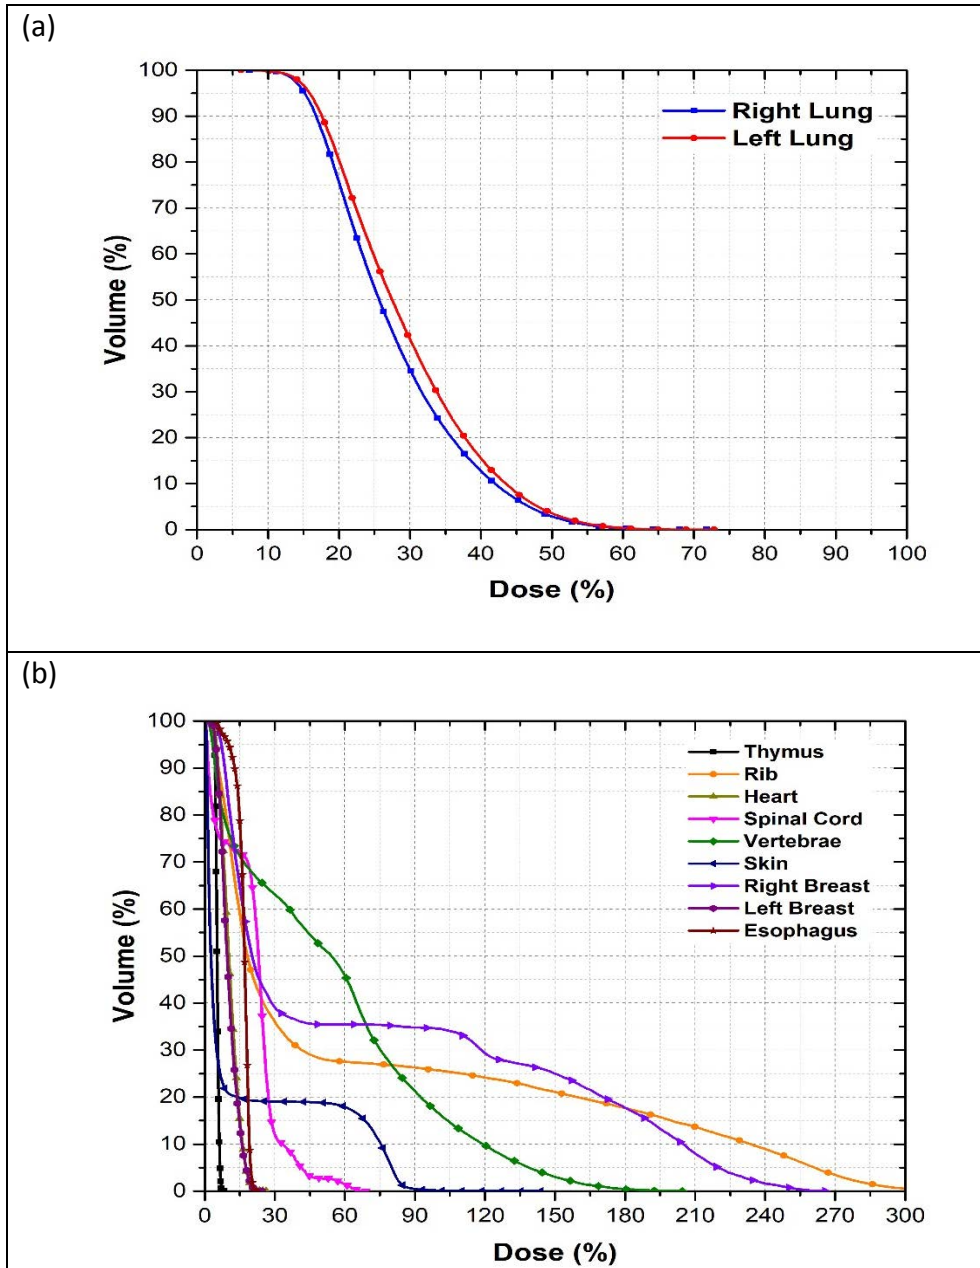 (a)
100
90
80
70
60
50
40
30
20
10
0
Volume (%)
Right Lung
Left Lung
0 10 20 30 40 50 60 70 80 90 100
Dose (%)
(b)
100
90
80
70
60
50
40
30
20
10
0
Volume (%)
Thymus
Rib
Heart
Spinal Cord
Vertebrae
Skin
Right Breast
Left Breast
Esophagus
0 30 60 90 120 150 180 210 240 270 300
Dose (%)